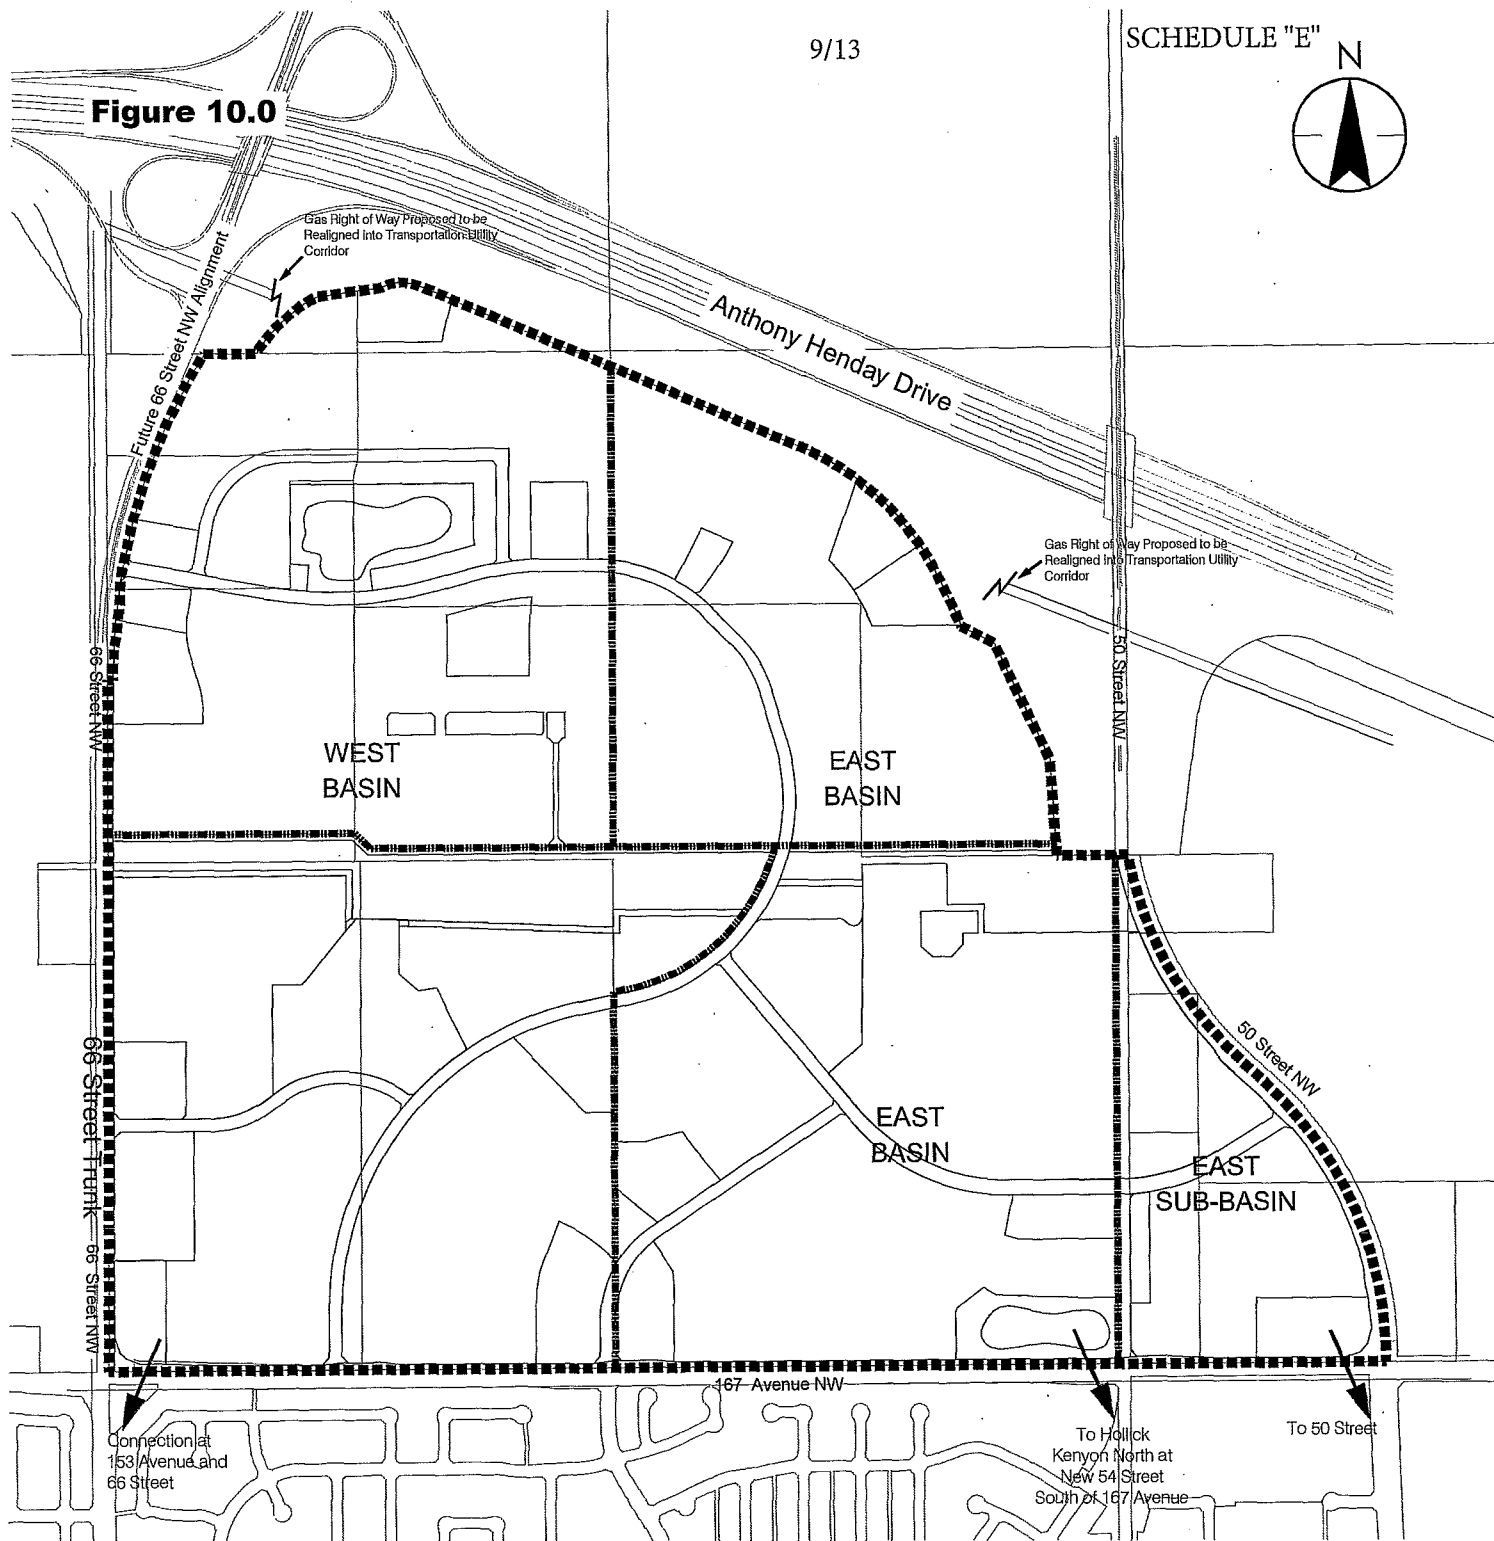 9/13
SCHEDULE "E"
N
Figure 10.0
Gas Right of Way Proposed to be
Realigned into Transportation Utility
Corridor
Future 66 Street NW Alignment
Anthony Henday Drive
Gas Right of Way Proposed to be
Realigned into Transportation Utility
Corridor
66 Street NW
50 Street NW
WEST
BASIN
EAST
BASIN
50 Street NW
66 Street Trunk
EAST
BASIN
EAST
SUB-BASIN
66 Street NW
167 Avenue NW
Connection at
153 Avenue and
66 Street
To Hollick
Kenyon North at
New 54 Street
South of 167 Avenue
To 50 Street